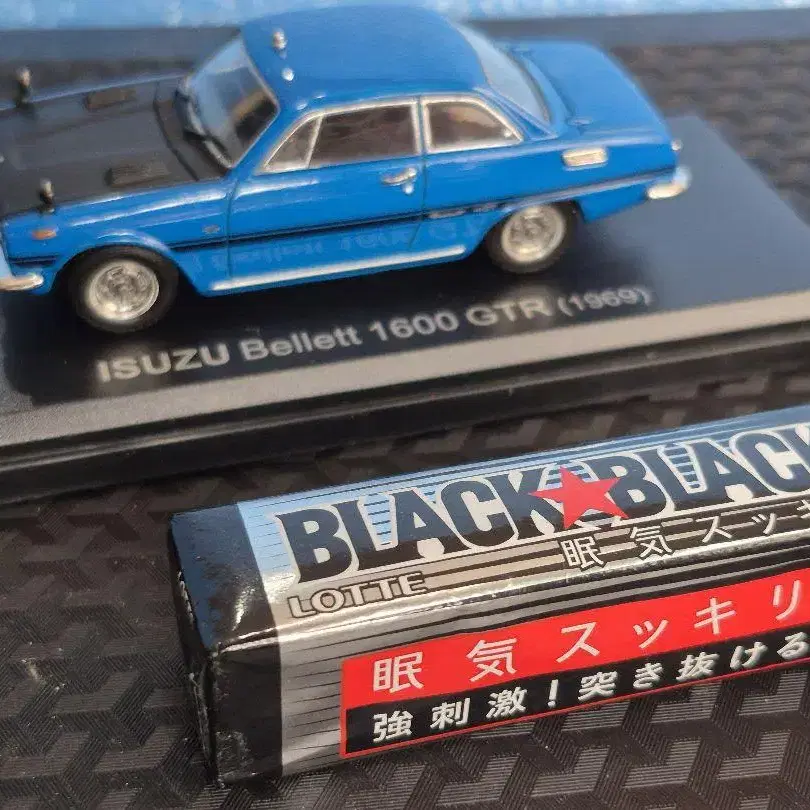 ISUZU Bellett 1600 GTR (1969)
BLACK★BLACK
LOTTE
眠気スッキ
眠気スッキリ
強刺激!突き抜ける